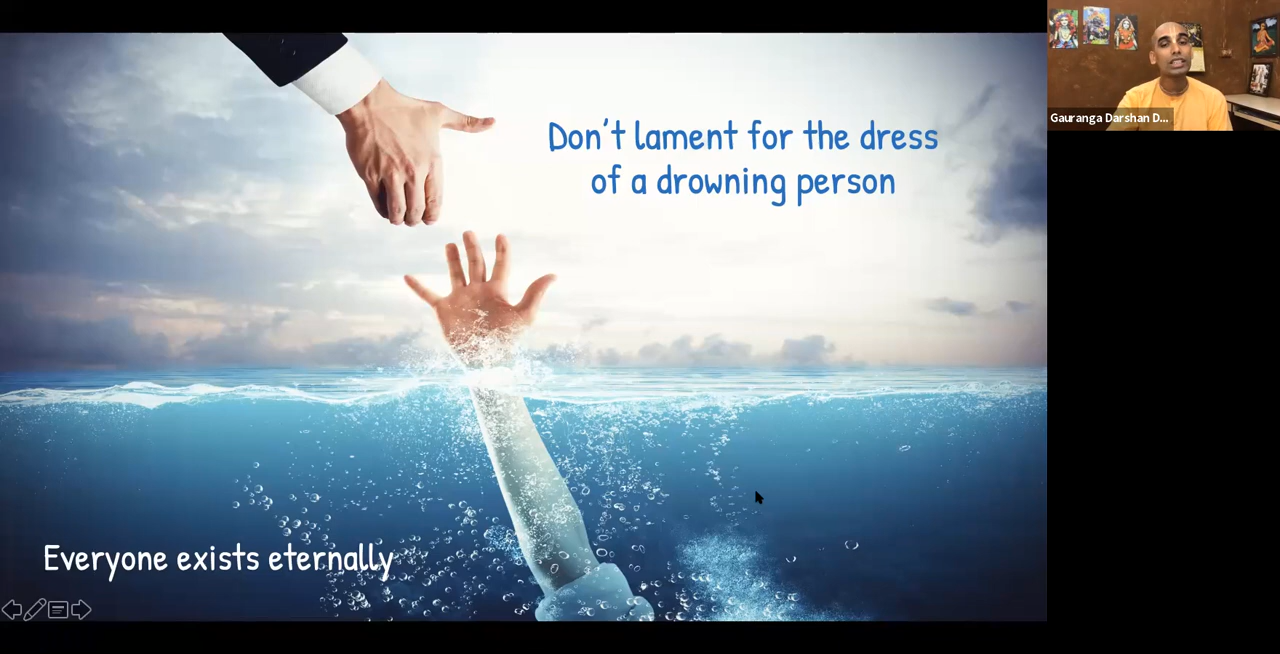 Don't lament for the dress
of a drowning person
Everyone exists eternally
Gauranga Darshan D...